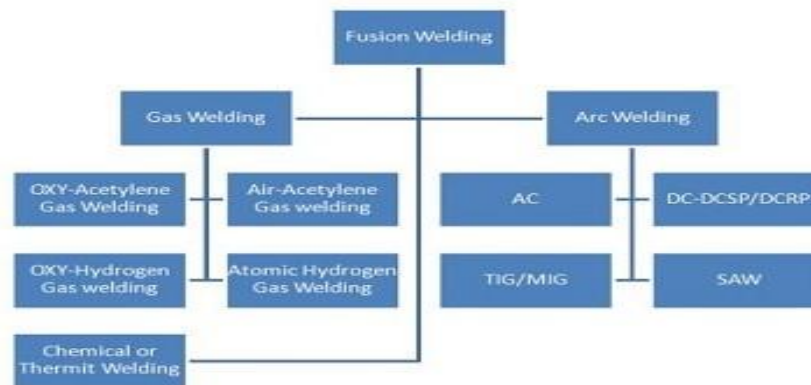 Fusion Welding
Gas Welding
Arc Welding
OXY-Acetylene
Gas Welding
Air-Acetylene
Gas welding
AC
DC-DCSP/DCRP
OXY-Hydrogen
Gas welding
Atomic Hydrogen
Gas Welding
TIG/MIG
SAW
Chemical or
Thermit Welding